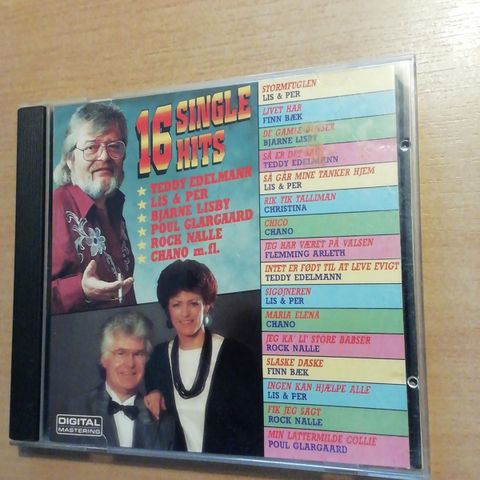 16 SINGLE
HITS
★ TEDDY EDELMANN
★ LIS & PER
★ BJARNE LISBY
★ POUL GLARGAARD
★ ROCK NALLE
★ CHANO m.fl.
DIGITAL
MASTERING
STORMFUGLEN
LIS & PER
LIVET HAR
FINN BÆK
DE GAMLE
BJARNE LISBY
SÅ ER DET
TEDDY EDELMANN
SÅ GÅR MINE TANKER HJEM
LIS & PER
RIK TIK TALLIMAN
CHRISTINA
CHICO
CHANO
JEG HAR VÆRET PÅ VALSEN
FLEMMING ARLETH
INTET ER FØDT TIL AT LEVE EVIGT
TEDDY EDELMANN
SIGØJNEREN
LIS & PER
MARIA ELENA
CHANO
JEG KA' LI' STORE BABSER
ROCK NALLE
SLASKE DASKE
FINN BÆK
INGEN KAN HJÆLPE ALLE
LIS & PER
FIK JEG SAGT
ROCK NALLE
MIN LATTERMILDE COLLIE
POUL GLARGAARD